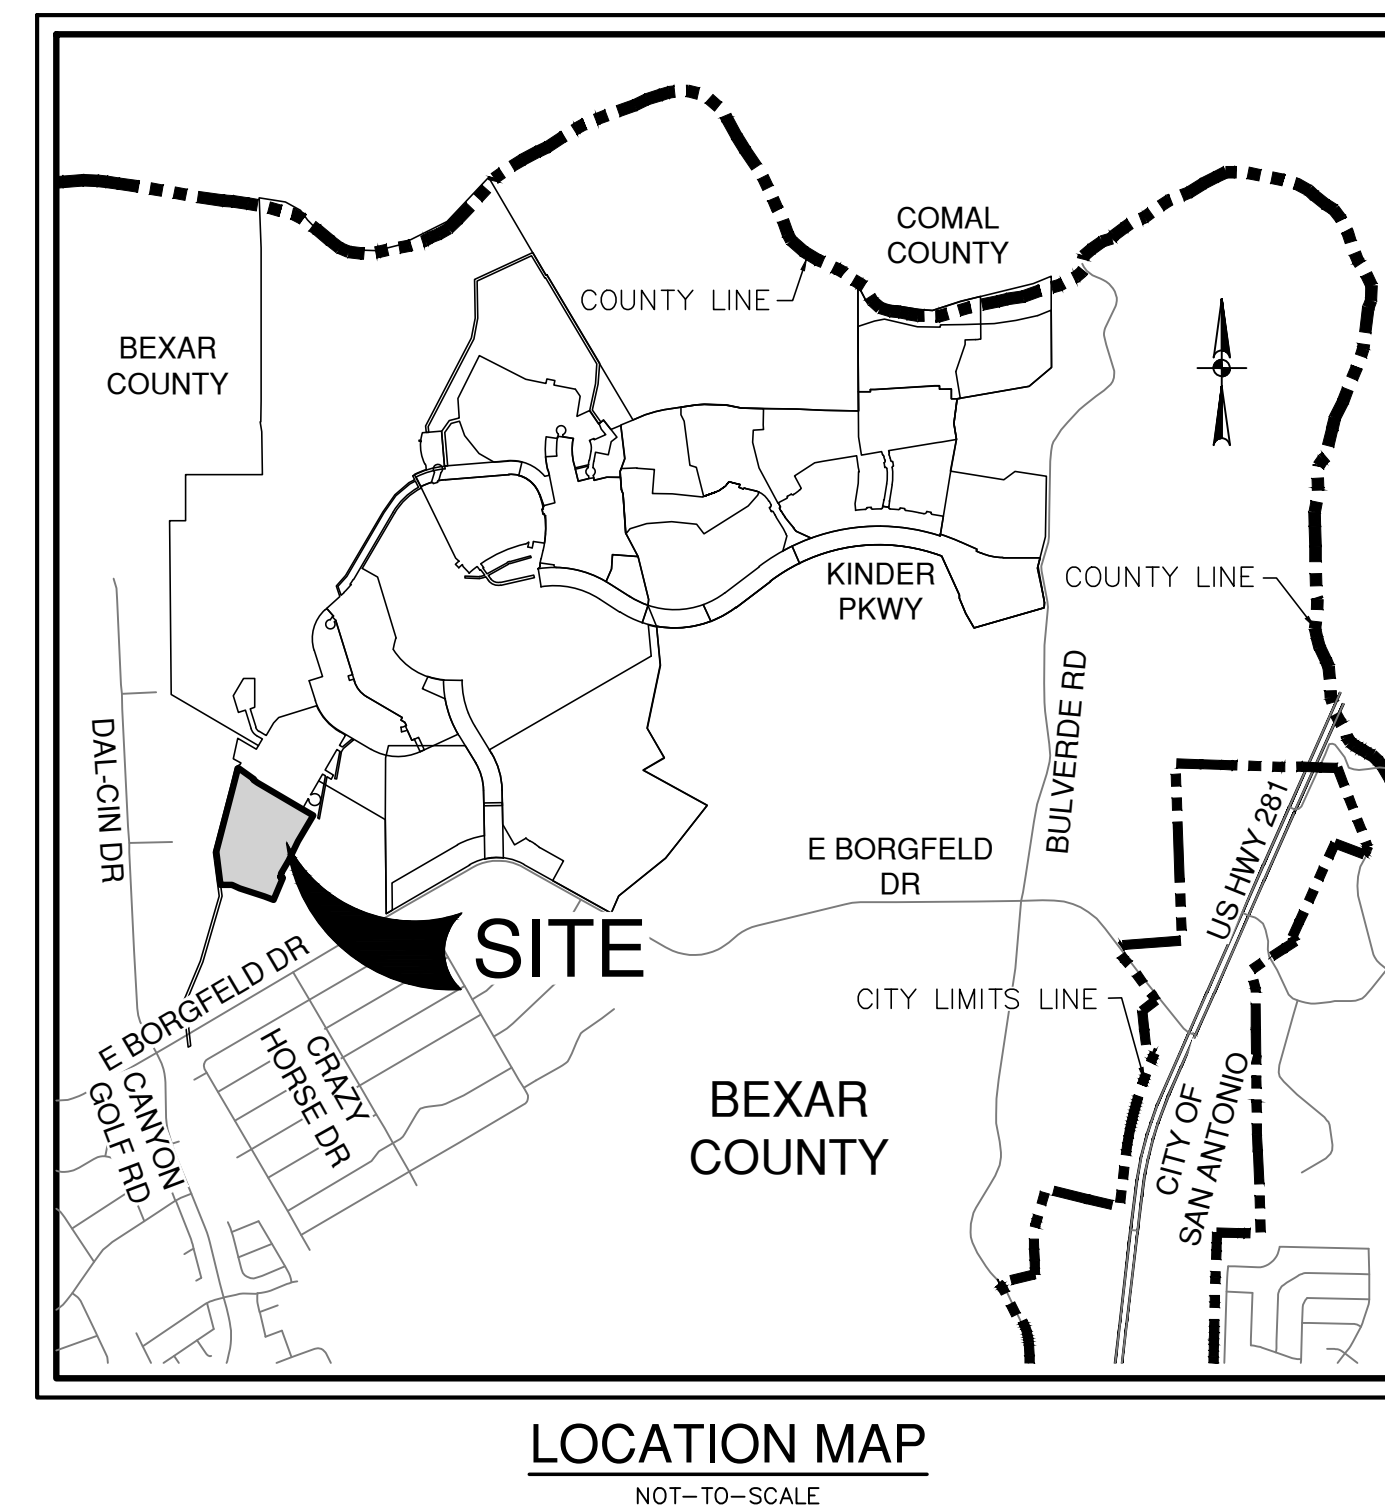 COMAL
COUNTY
COUNTY LINE
BEXAR
COUNTY
KINDER
PKWY
COUNTY LINE
BULVERDE RD
DAL-CIN DR
US HWY 281
E BORGFELD
DR
SITE
E BORGFELD DR
CITY LIMITS LINE
CANYON
GOLF RD
CRAZY
HORSE DR
BEXAR
COUNTY
CITY OF
SAN ANTONIO
LOCATION MAP
NOT-TO-SCALE